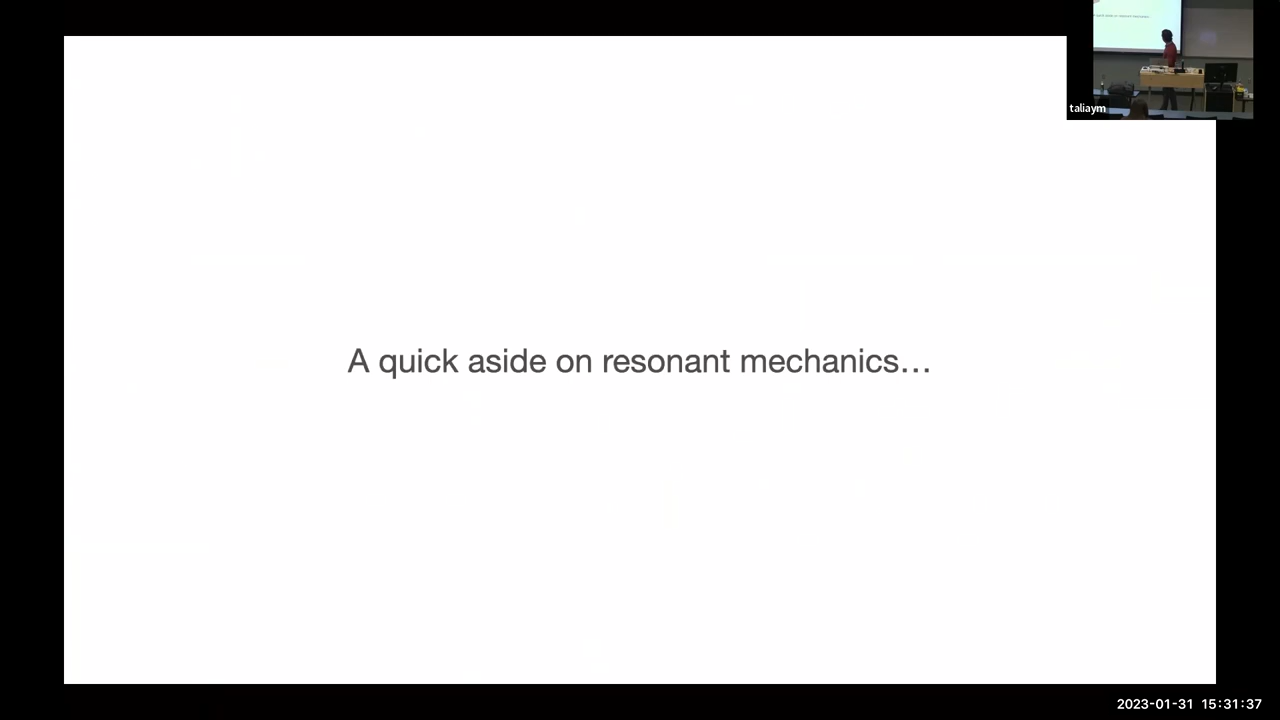 taliaym
A quick aside on resonant mechanics…
2023-01-31 15:31:37